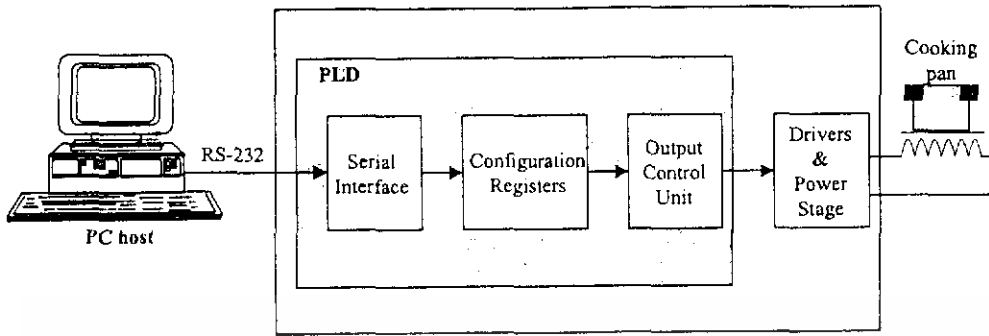 PC host
RS-232
PLD
Serial
Interface
Configuration
Registers
Output
Control
Unit
Drivers
&
Power
Stage
Cooking
pan